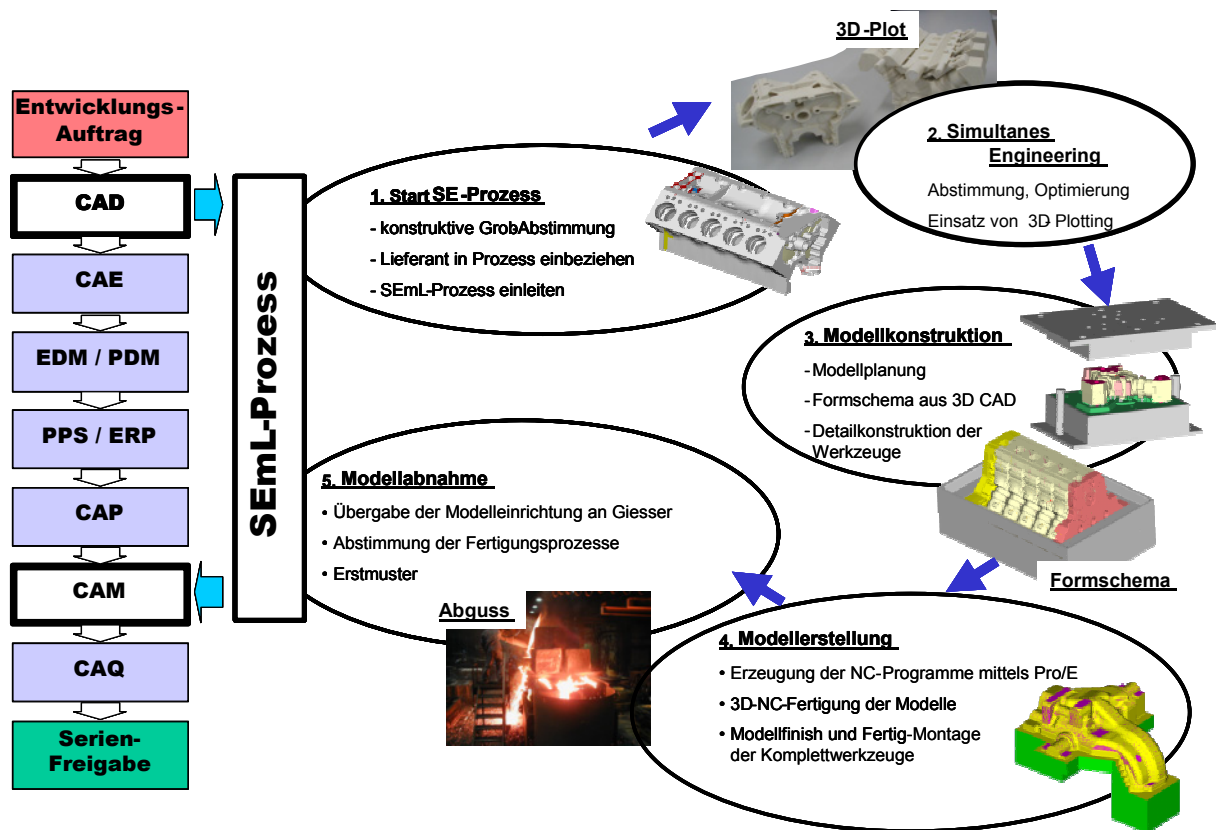 Entwicklungs-
Auftrag
CAD
CAE
EDM / PDM
PPS / ERP
CAP
CAM
CAQ
Serien-
Freigabe
SEmL-Prozess
1. Start SE-Prozess
- konstruktive Grob-Abstimmung
- Lieferant in Prozess einbeziehen
- SEmL-Prozess einleiten
3D-Plot
2. Simultanes
Engineering
Abstimmung, Optimierung
Einsatz von 3D Plotting
3. Modellkonstruktion
- Modellplanung
- Formschema aus 3D CAD
- Detailkonstruktion der
Werkzeuge
Formschema
4. Modellerstellung
• Erzeugung der NC-Programme mittels Pro/E
• 3D-NC-Fertigung der Modelle
• Modellfinish und Fertig-Montage
der Komplettwerkzeuge
5. Modellabnahme
• Übergabe der Modelleinrichtung an Giesser
• Abstimmung der Fertigungsprozesse
• Erstmuster
Abguss